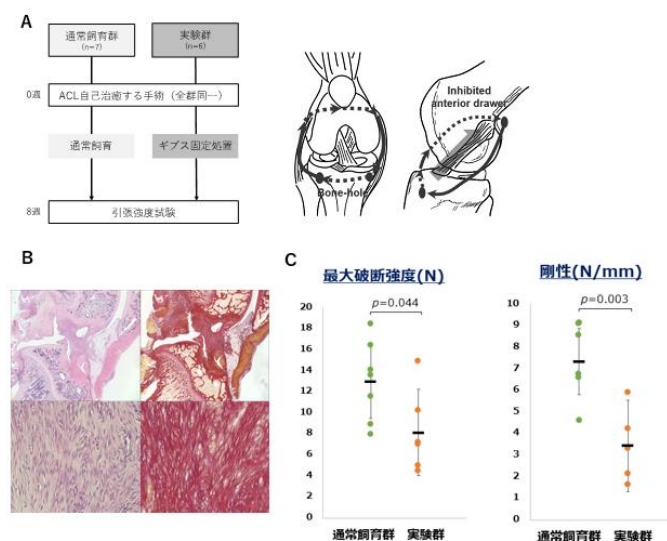 A
通常飼育群
(n=7)
実験群
(n=6)
0週
ACL自己治癒する手術（全群同一）
通常飼育
ギプス固定処置
8週
引張強度試験
Bone-hole
Inhibited
anterior drawer
B
C
最大破断強度(N)
p=0.044
20
18
16
14
12
10
8
6
4
2
0
通常飼育群
実験群
剛性(N/mm)
p=0.003
10
9
8
7
6
5
4
3
2
1
0
通常飼育群
実験群